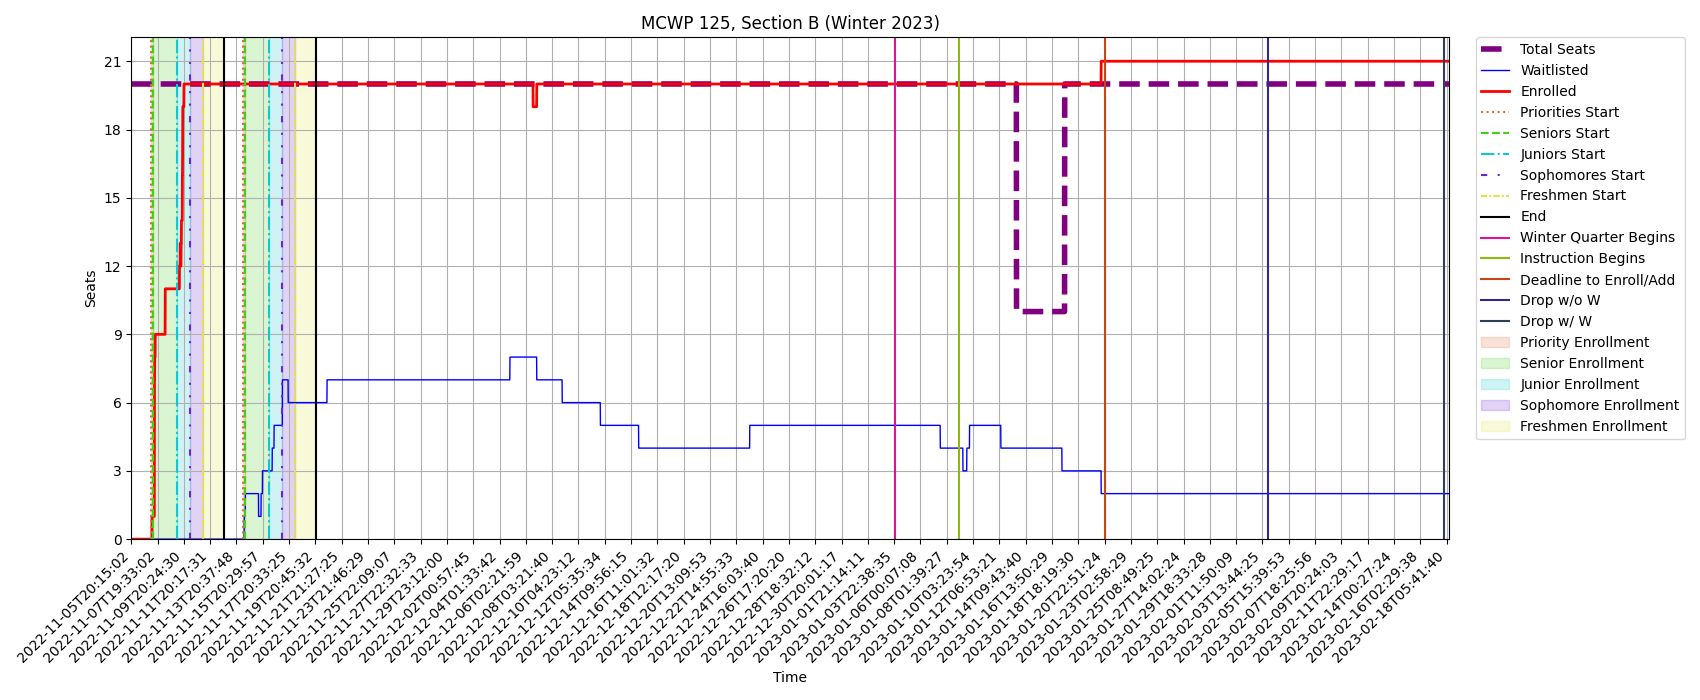 MCWP 125, Section B (Winter 2023)
Seats
21
18
15
12
9
6
3
0
2022-11-05T20:15:02
2022-11-07T19:33:02
2022-11-09T20:24:30
2022-11-11T20:17:31
2022-11-13T20:37:48
2022-11-15T20:29:57
2022-11-17T20:33:25
2022-11-19T20:45:32
2022-11-21T21:27:25
2022-11-23T21:46:29
2022-11-25T22:09:07
2022-11-27T22:32:33
2022-11-29T23:12:00
2022-12-02T00:57:45
2022-12-04T01:33:42
2022-12-06T02:21:59
2022-12-08T03:21:40
2022-12-10T04:23:12
2022-12-12T05:35:34
2022-12-14T09:56:15
2022-12-16T11:01:32
2022-12-18T12:17:20
2022-12-20T13:09:53
2022-12-22T14:55:33
2022-12-24T16:03:40
2022-12-26T17:20:20
2022-12-28T18:32:12
2022-12-30T20:01:17
2023-01-01T21:14:11
2023-01-03T22:38:35
2023-01-06T00:07:08
2023-01-08T01:39:27
2023-01-10T03:23:54
2023-01-12T06:53:21
2023-01-14T09:43:40
2023-01-16T13:50:29
2023-01-18T18:19:30
2023-01-20T22:51:24
2023-01-23T02:58:29
2023-01-25T08:49:25
2023-01-27T14:02:24
2023-01-29T18:33:28
2023-02-01T11:50:09
2023-02-03T13:44:25
2023-02-05T15:39:53
2023-02-07T18:25:56
2023-02-09T20:24:03
2023-02-11T22:29:17
2023-02-14T00:27:24
2023-02-16T02:29:38
2023-02-18T05:41:40
Time
Total Seats
Waitlisted
Enrolled
Priorities Start
Seniors Start
Juniors Start
Sophomores Start
Freshmen Start
End
Winter Quarter Begins
Instruction Begins
Deadline to Enroll/Add
Drop w/o W
Drop w/ W
Priority Enrollment
Senior Enrollment
Junior Enrollment
Sophomore Enrollment
Freshmen Enrollment